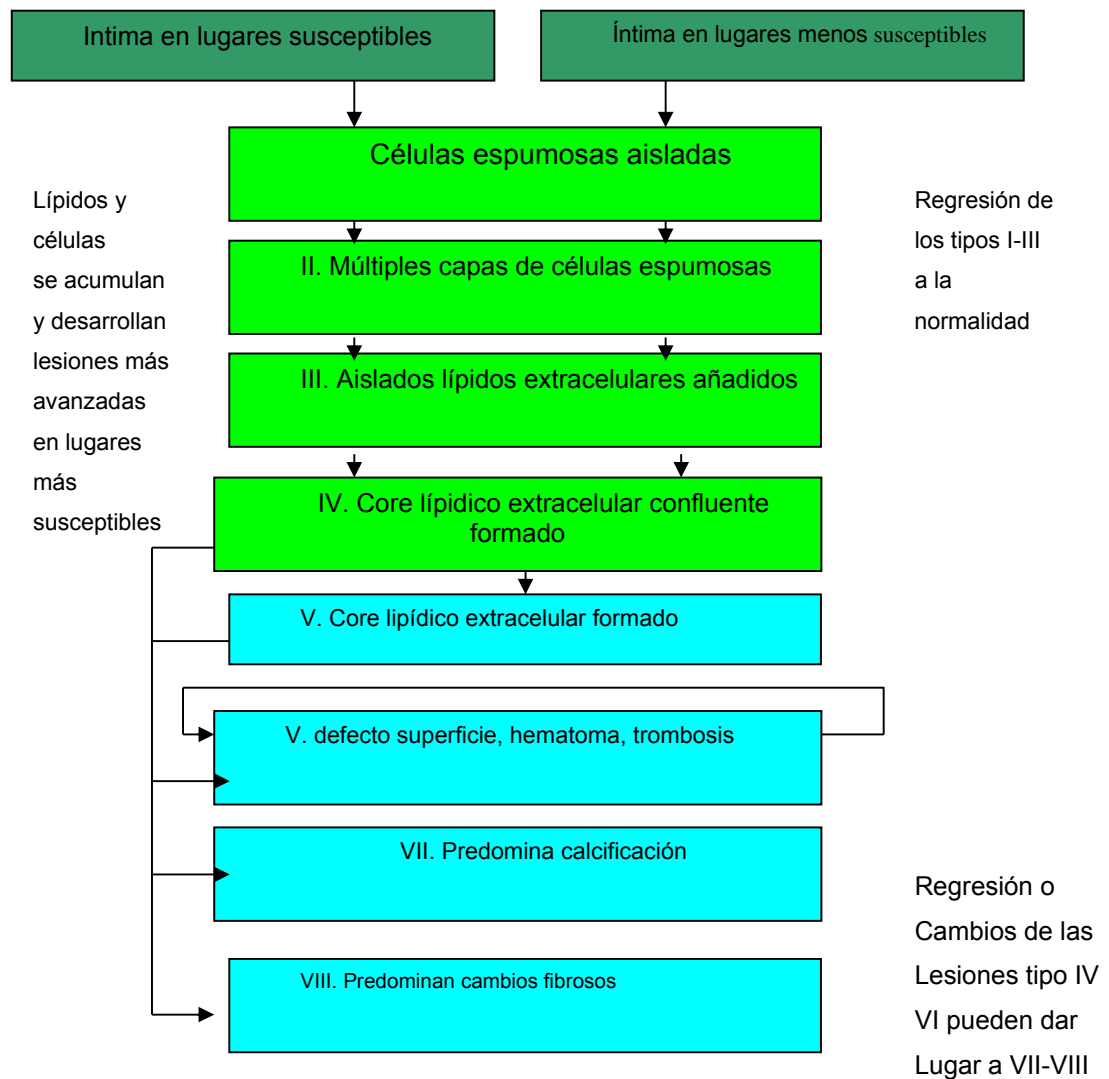 Intima en lugares susceptibles
Íntima en lugares menos susceptibles
Células espumosas aisladas
Lípidos y
células
se acumulan
y desarrollan
lesiones más
avanzadas
en lugares
más
susceptibles
Regresión de
los tipos I-III
a la
normalidad
II. Múltiples capas de células espumosas
III. Aislados lípidos extracelulares añadidos
IV. Core lípidico extracelular confluente
formado
V. Core lipídico extracelular formado
V. defecto superficie, hematoma, trombosis
VII. Predomina calcificación
VIII. Predominan cambios fibrosos
Regresión o
Cambios de las
Lesiones tipo IV
VI pueden dar
Lugar a VII-VIII